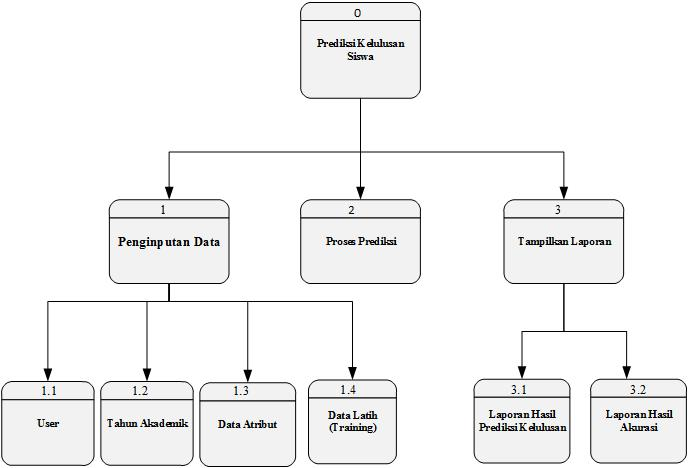 0
Prediksi Kelulusan
Siswa
1
Penginputan Data
2
Proses Prediksi
3
Tampilkan Laporan
1.1
User
1.2
Tahun Akademik
1.3
Data Atribut
1.4
Data Latih
(Training)
3.1
Laporan Hasil
Prediksi Kelulusan
3.2
Laporan Hasil
Akurasi